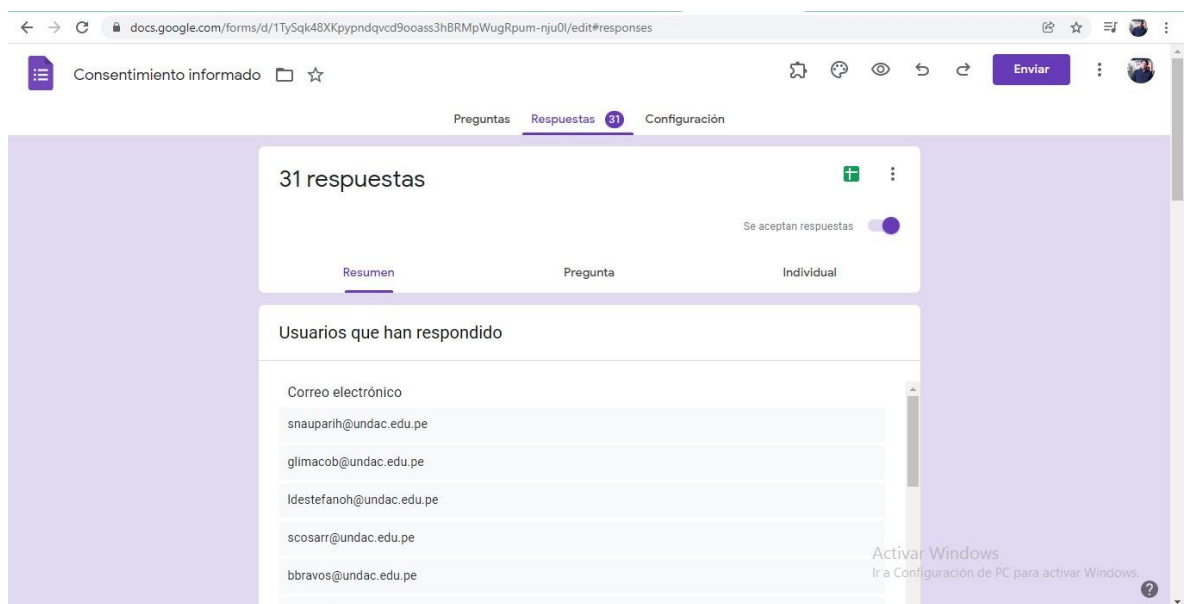 docs.google.com/forms/d/1TySqk48XKpypndqvcd9ooass3hBRMpWugRpum-nju0I/edit#responses
Consentimiento informado
Enviar
Preguntas Respuestas 31 Configuración
31 respuestas
Se aceptan respuestas
Resumen Pregunta Individual
Usuarios que han respondido
Correo electrónico
snauparih@undac.edu.pe
glimacob@undac.edu.pe
ldestefanoh@undac.edu.pe
scosarr@undac.edu.pe
bbravos@undac.edu.pe
Activar Windows
Ir a Configuración de PC para activar Windows.